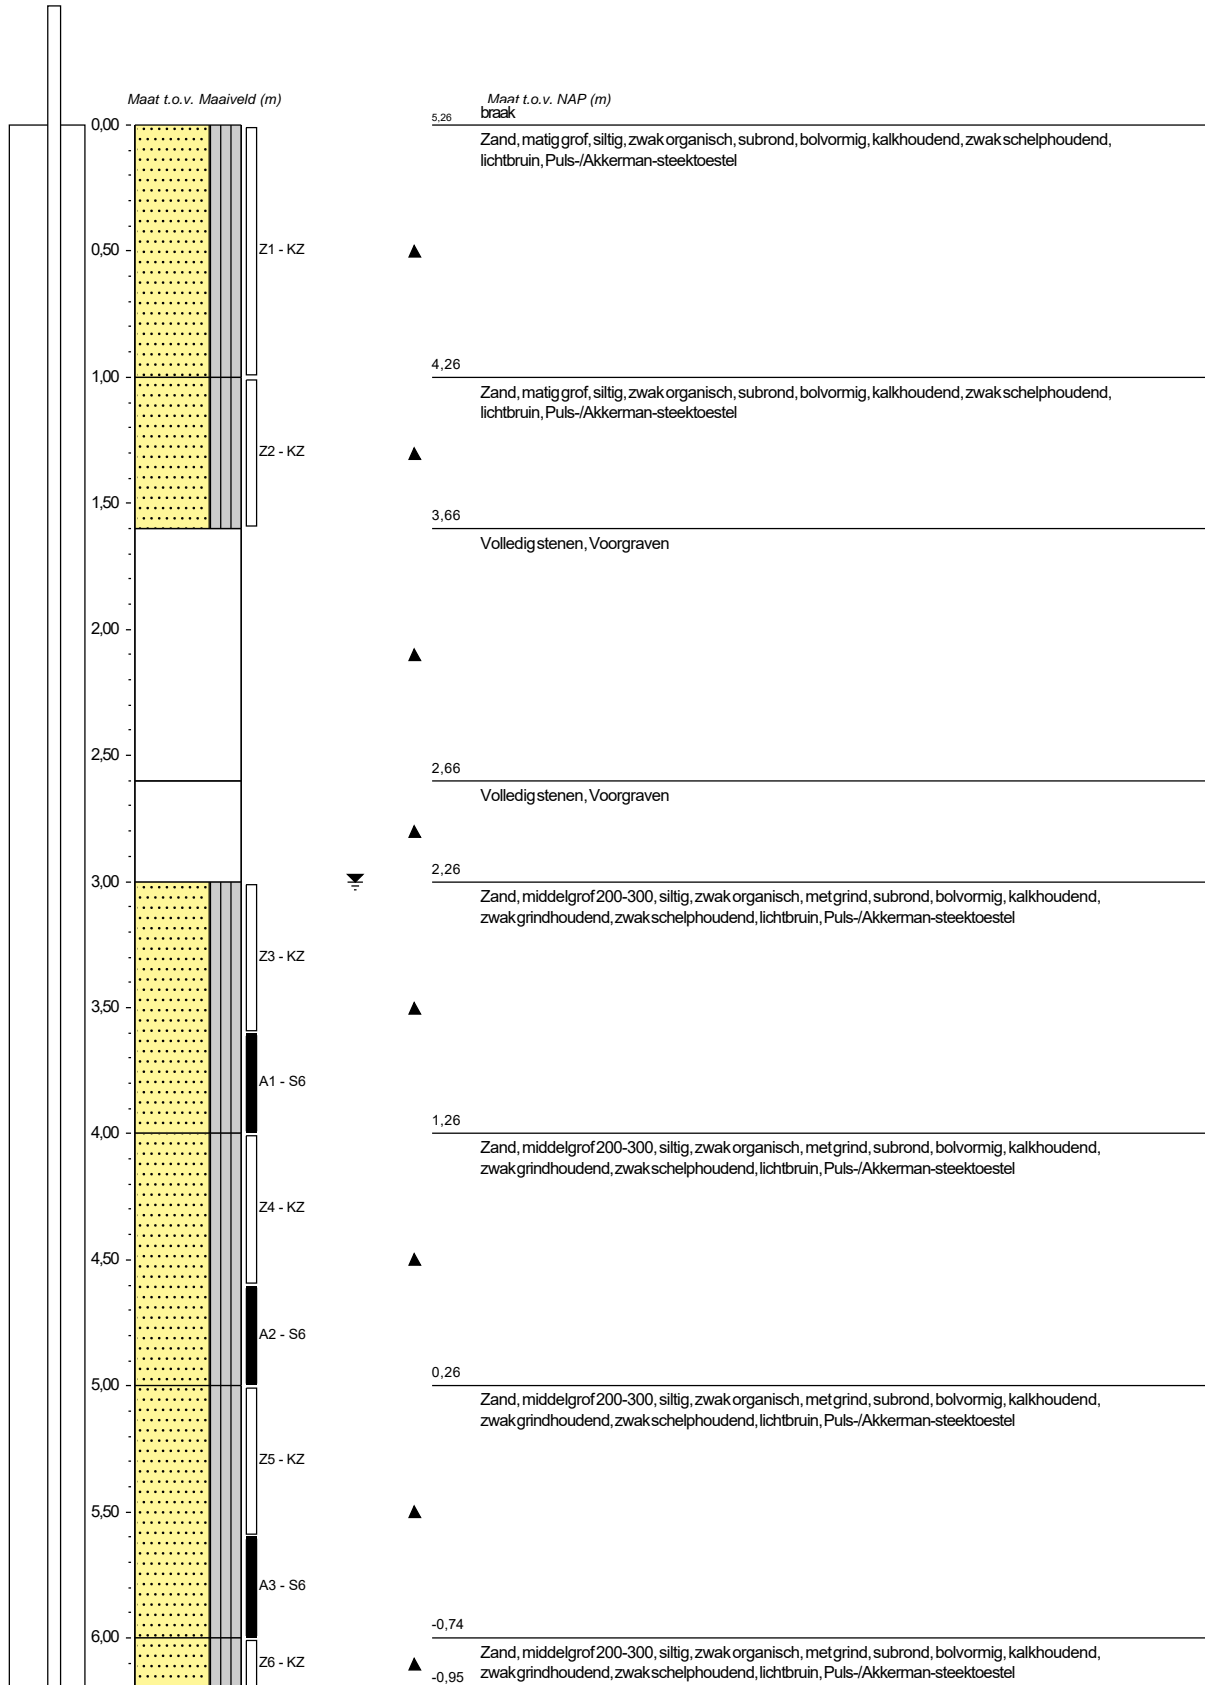 Maat t.o.v. Maaiveld (m)
Maat t.o.v. NAP (m)
braak
0,00
5,26
Zand, matig grof, siltig, zwak organisch, subrond, bolvormig, kalkhoudend, zwak schelphoudend,
lichtbruin, Puls-/Akkerman-steektoestel
0,50
Z1 - KZ
4,26
1,00
Zand, matig grof, siltig, zwak organisch, subrond, bolvormig, kalkhoudend, zwak schelphoudend,
lichtbruin, Puls-/Akkerman-steektoestel
Z2 - KZ
1,50
3,66
Volledig stenen, Voorgraven
2,00
2,50
2,66
Volledig stenen, Voorgraven
2,26
3,00
Zand, middelgrof 200-300, siltig, zwak organisch, met grind, subrond, bolvormig, kalkhoudend,
zwak grindhoudend, zwak schelphoudend, lichtbruin, Puls-/Akkerman-steektoestel
Z3 - KZ
3,50
A1 - S6
1,26
4,00
Zand, middelgrof 200-300, siltig, zwak organisch, met grind, subrond, bolvormig, kalkhoudend,
zwak grindhoudend, zwak schelphoudend, lichtbruin, Puls-/Akkerman-steektoestel
Z4 - KZ
4,50
A2 - S6
0,26
5,00
Zand, middelgrof 200-300, siltig, zwak organisch, met grind, subrond, bolvormig, kalkhoudend,
zwak grindhoudend, zwak schelphoudend, lichtbruin, Puls-/Akkerman-steektoestel
Z5 - KZ
5,50
A3 - S6
-0,74
6,00
Zand, middelgrof 200-300, siltig, zwak organisch, met grind, subrond, bolvormig, kalkhoudend,
zwak grindhoudend, zwak schelphoudend, lichtbruin, Puls-/Akkerman-steektoestel
Z6 - KZ
-0,95